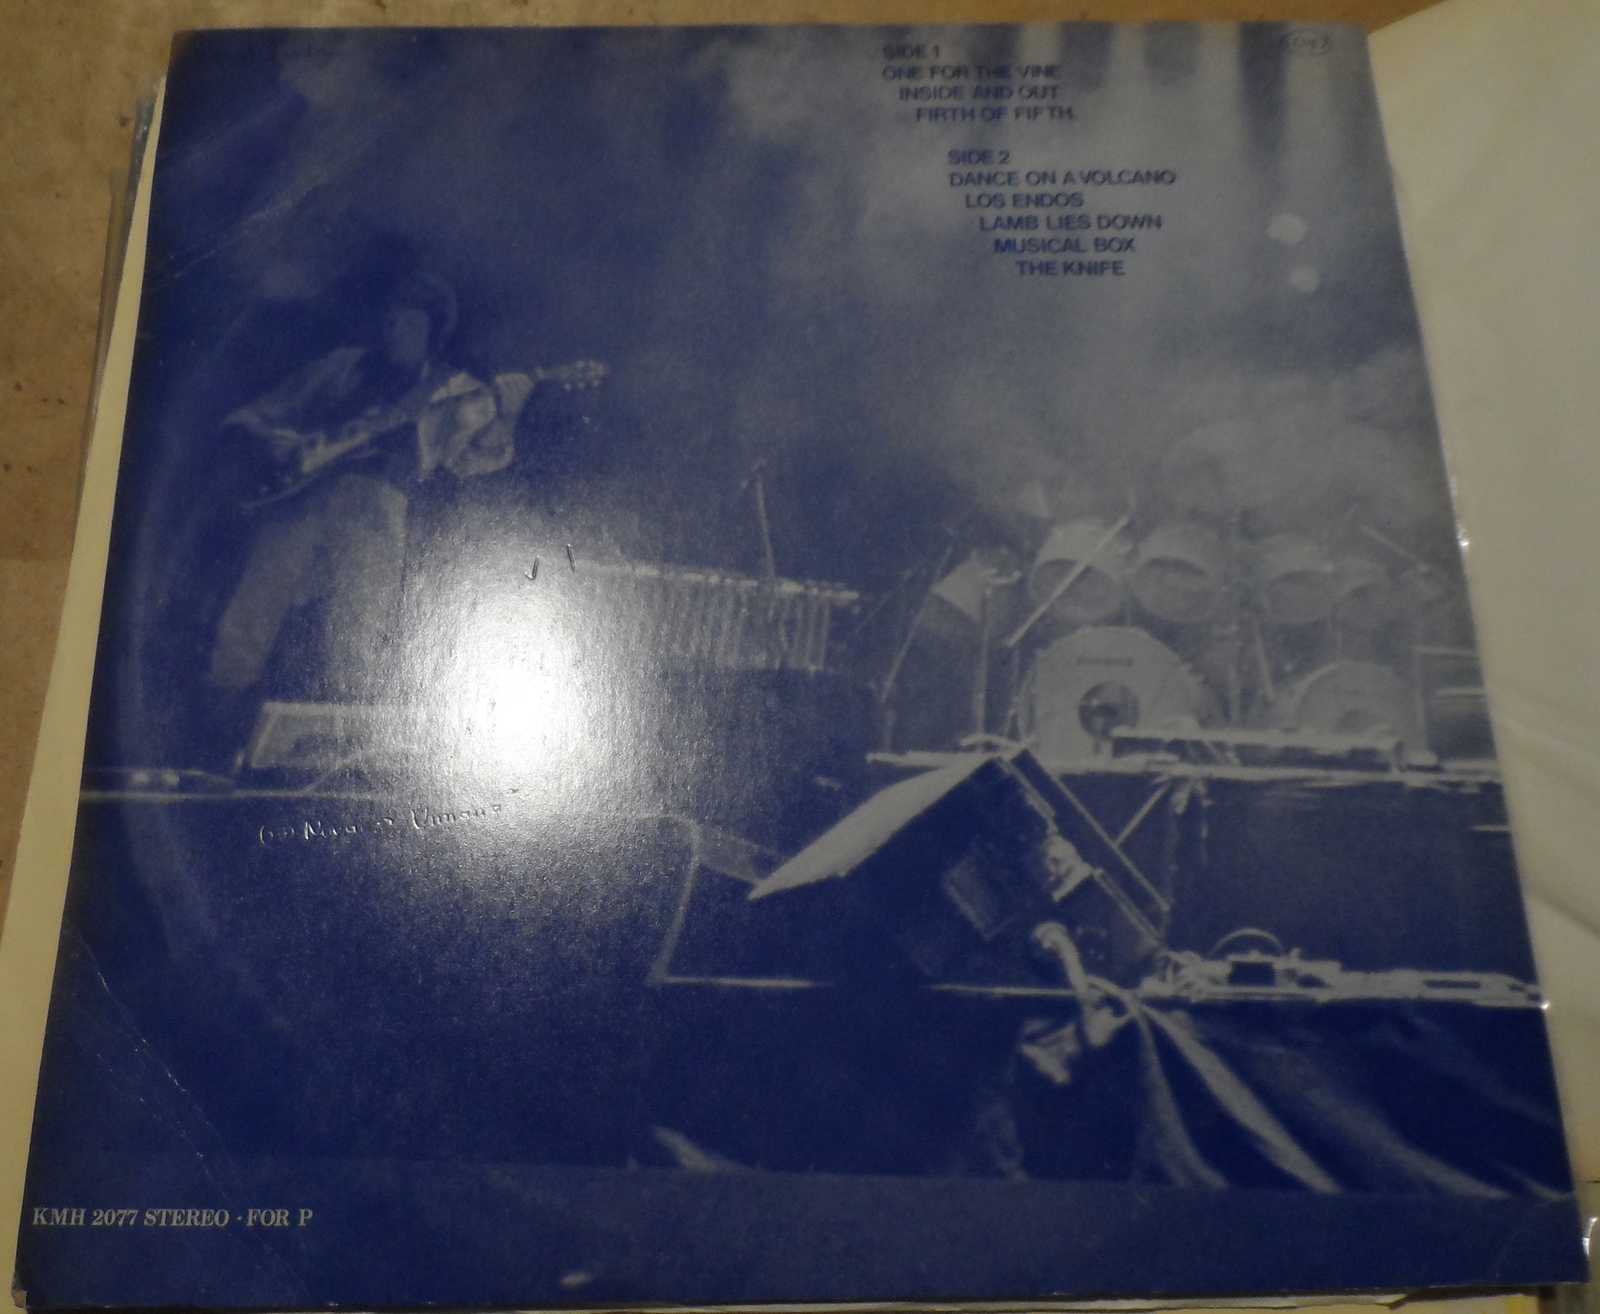 SIDE 1
ONE FOR THE VINE
INSIDE AND OUT
FIRTH OF FIFTH
SIDE 2
DANCE ON A VOLCANO
LOS ENDOS
LAMB LIES DOWN
MUSICAL BOX
THE KNIFE
KMH 2077 STEREO · FOR P